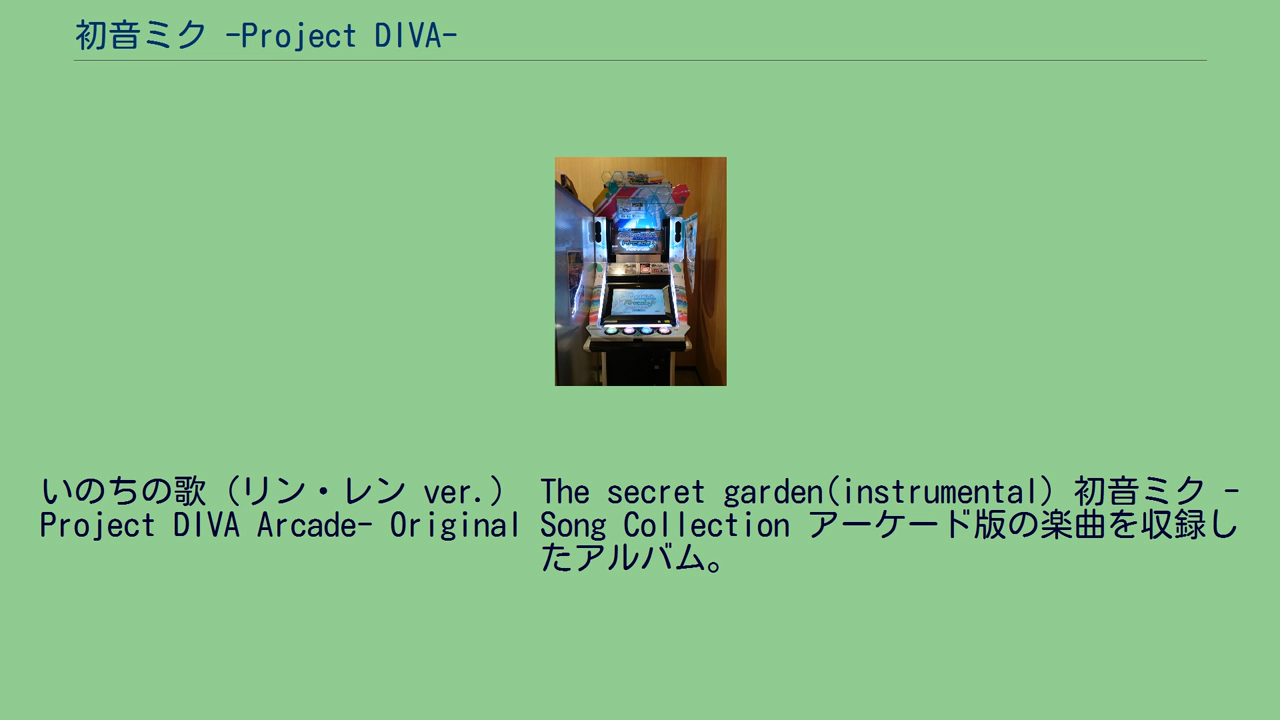 初音ミク -Project DIVA-
いのちの歌（リン・レン ver.） The secret garden(instrumental) 初音ミク -
Project DIVA Arcade- Original Song Collection アーケード版の楽曲を収録し
たアルバム。